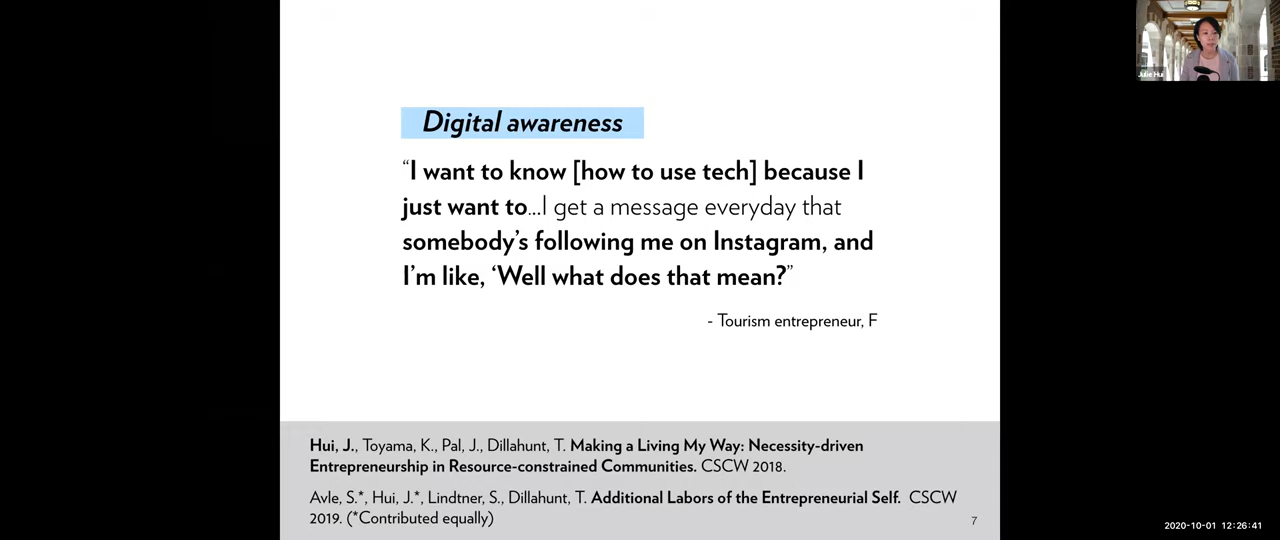 Julie Hui
Digital awareness
“I want to know [how to use tech] because I
just want to...I get a message everyday that
somebody’s following me on Instagram, and
I’m like, ‘Well what does that mean?”
- Tourism entrepreneur, F
Hui, J., Toyama, K., Pal, J., Dillahunt, T. Making a Living My Way: Necessity-driven
Entrepreneurship in Resource-constrained Communities. CSCW 2018.
Avle, S.*, Hui, J.*, Lindtner, S., Dillahunt, T. Additional Labors of the Entrepreneurial Self. CSCW
2019. (*Contributed equally)
7
2020-10-01 12:26:41